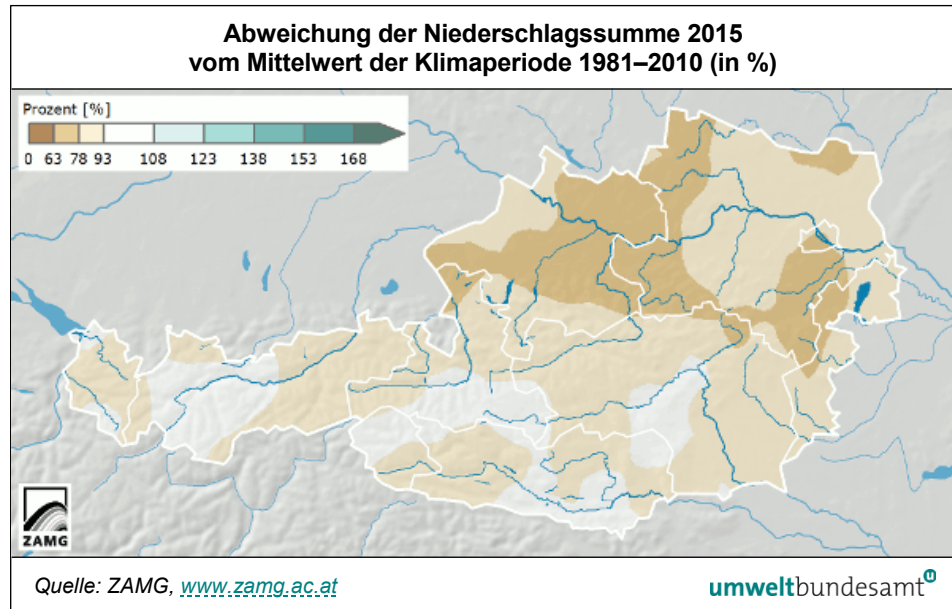 Abweichung der Niederschlagssumme 2015
vom Mittelwert der Klimaperiode 1981–2010 (in %)
Prozent [%]
0 63 78 93 108 123 138 153 168
ZAMG
Quelle: ZAMG, www.zamg.ac.at
umweltbundesamt u